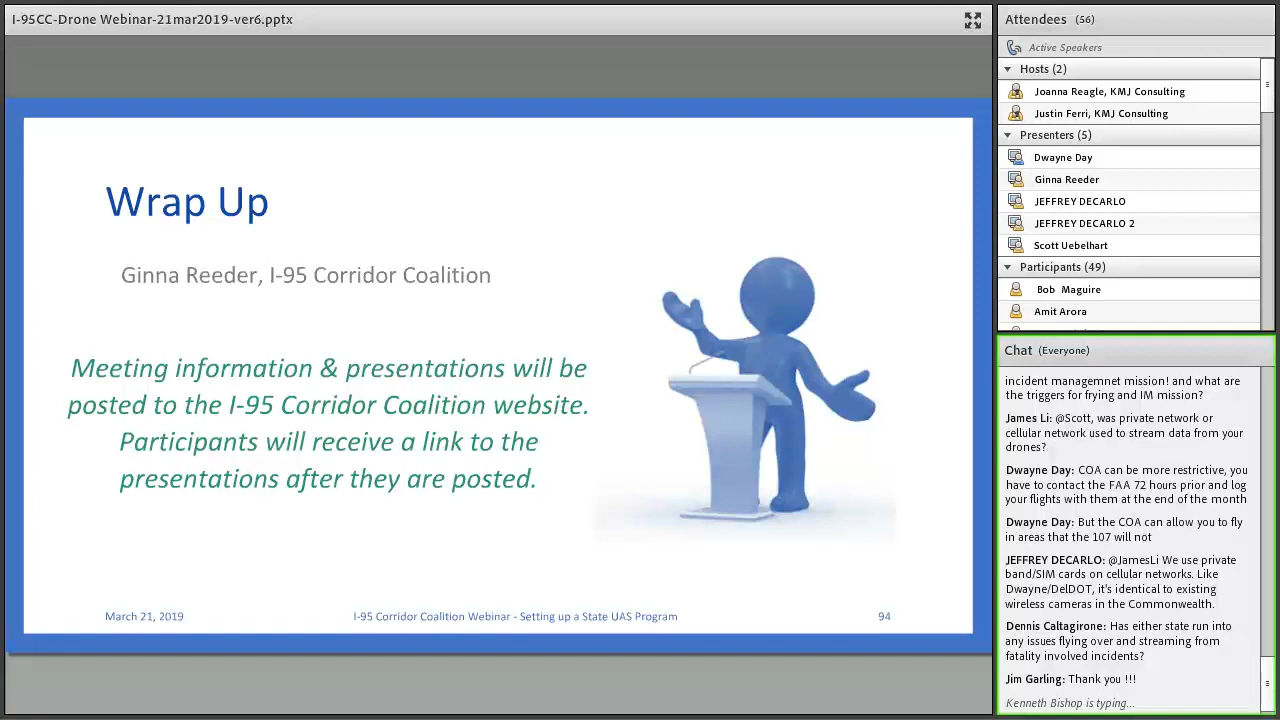 I-95CC-Drone Webinar-21mar2019-ver6.pptx
Wrap Up
Ginna Reeder, I-95 Corridor Coalition
Meeting information & presentations will be
posted to the I-95 Corridor Coalition website.
Participants will receive a link to the
presentations after they are posted.
March 21, 2019
I-95 Corridor Coalition Webinar - Setting up a State UAS Program
94
Attendees (56)
Active Speakers
Hosts (2)
Joanna Reagle, KMJ Consulting
Justin Ferri, KMJ Consulting
Presenters (5)
Dwayne Day
Ginna Reeder
JEFFREY DECARLO
JEFFREY DECARLO 2
Scott Uebelhart
Participants (49)
Bob Maguire
Amit Arora
Chat (Everyone)
incident managemnet mission! and what are
the triggers for frying and IM mission?
James Li: @Scott, was private network or
cellular network used to stream data from your
drones?
Dwayne Day: COA can be more restrictive, you
have to contact the FAA 72 hours prior and log
your flights with them at the end of the month
Dwayne Day: But the COA can allow you to fly
in areas that the 107 will not
JEFFREY DECARLO: @JamesLi We use private
band/SIM cards on cellular networks. Like
Dwayne/DelDOT, it's identical to existing
wireless cameras in the Commonwealth.
Dennis Caltagirone: Has either state run into
any issues flying over and streaming from
fatality involved incidents?
Jim Garling: Thank you !!!
Kenneth Bishop is typing...